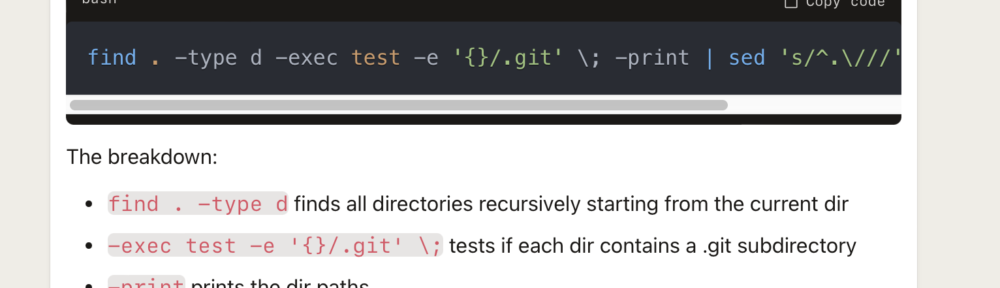 bash
Copy code
find . -type d -exec test -e '{}/.git' \; -print | sed 's/^.\///'
The breakdown:
• find . -type d finds all directories recursively starting from the current dir
• -exec test -e '{}/.git' \; tests if each dir contains a .git subdirectory
• -print prints the dir paths